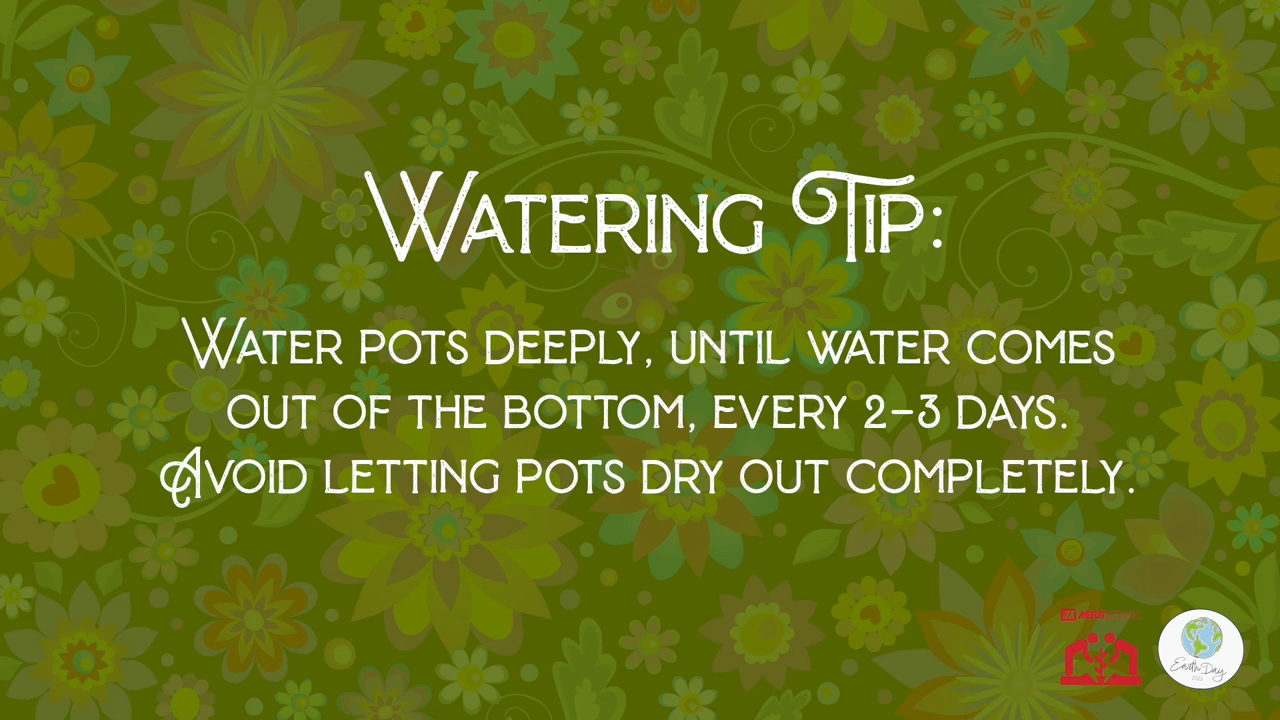 Watering Tip:
Water pots deeply, until water comes
out of the bottom, every 2-3 days.
Avoid letting pots dry out completely.
Earth Day
2023